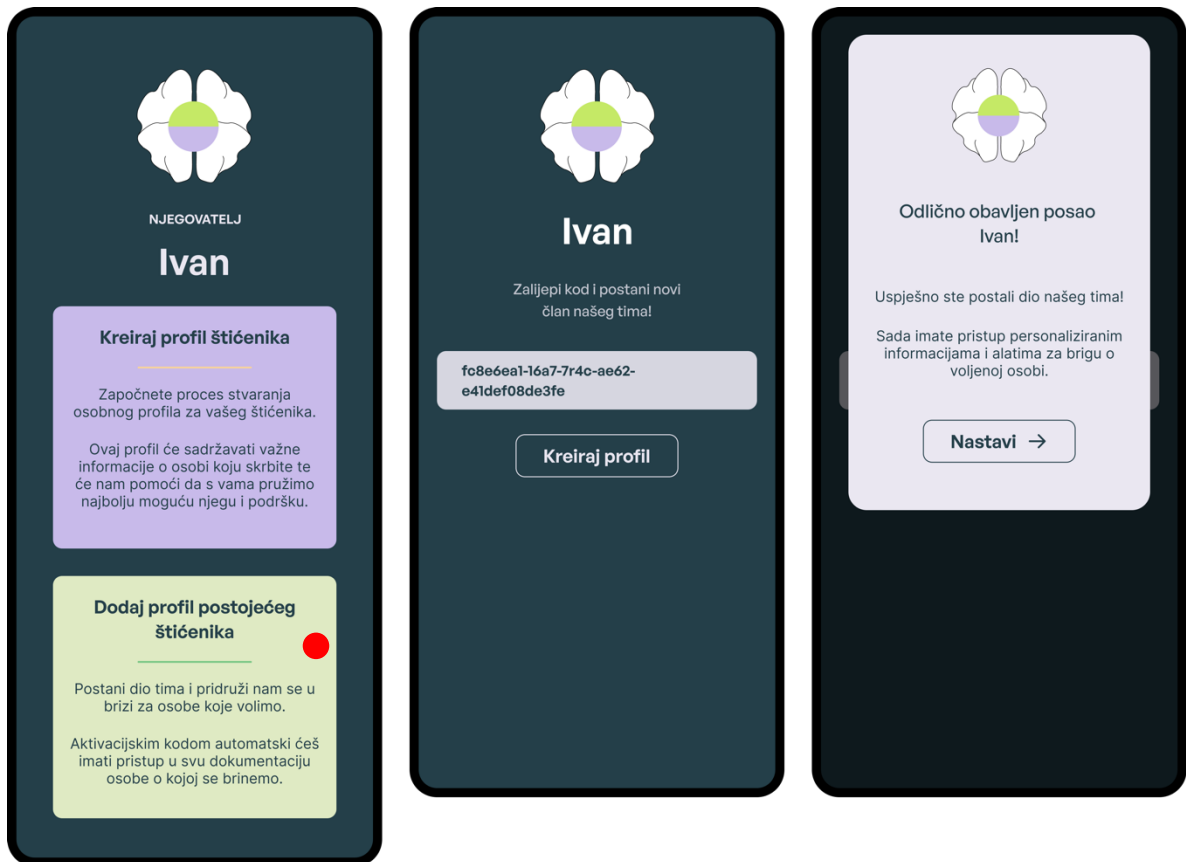 NJEGOVATELJ
Ivan
Kreiraj profil štićenika
Započnete proces stvaranja
osobnog profila za vašeg štićenika.
Ovaj profil će sadržavati važne
informacije o osobi koju skrbite te
će nam pomoći da s vama pružimo
najbolju moguću njegu i podršku.
Dodaj profil postojećeg
štićenika
Postani dio tima i pridruži nam se u
brizi za osobe koje volimo.
Aktivacijskim kodom automatski ćeš
imati pristup u svu dokumentaciju
osobe o kojoj se brinemo.
Ivan
Zalijepi kod i postani novi
član našeg tima!
fc8e6ea1-16a7-7r4c-ae62-
e41def08de3fe
Kreiraj profil
Odlično obavljen posao
Ivan!
Uspješno ste postali dio našeg tima!
Sada imate pristup personaliziranim
informacijama i alatima za brigu o
voljenoj osobi.
Nastavi →